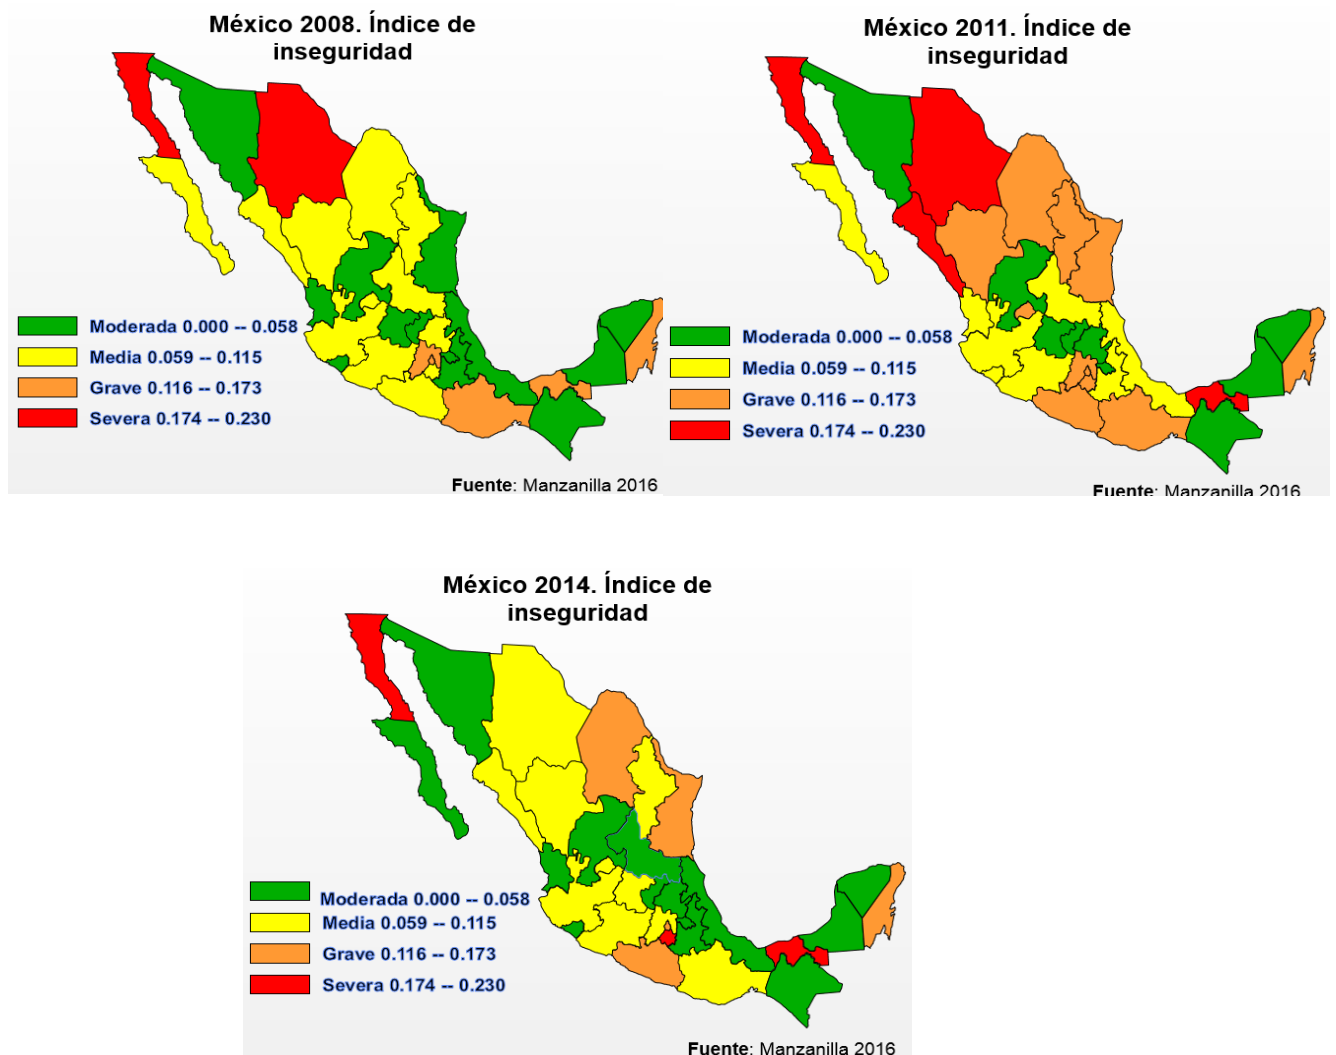 México 2008. Índice de
inseguridad
Moderada 0.000 -- 0.058
Media 0.059 -- 0.115
Grave 0.116 -- 0.173
Severa 0.174 -- 0.230
Fuente: Manzanilla 2016
México 2011. Índice de
inseguridad
Moderada 0.000 -- 0.058
Media 0.059 -- 0.115
Grave 0.116 -- 0.173
Severa 0.174 -- 0.230
Fuente: Manzanilla 2016
México 2014. Índice de
inseguridad
Moderada 0.000 -- 0.058
Media 0.059 -- 0.115
Grave 0.116 -- 0.173
Severa 0.174 -- 0.230
Fuente: Manzanilla 2016